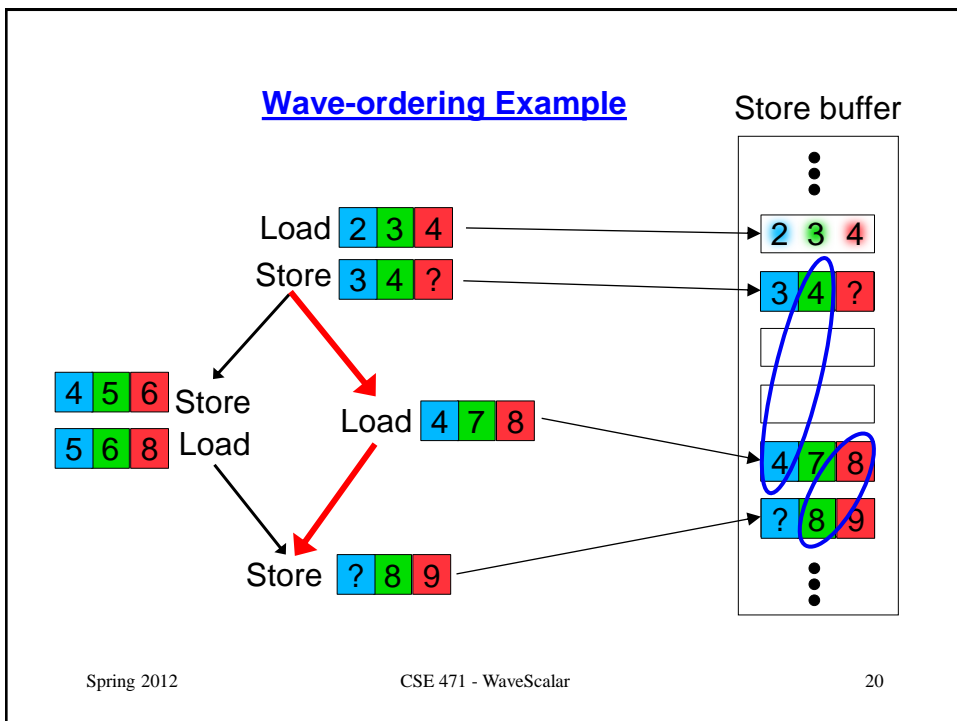 Wave-ordering Example
Store buffer
Load 2 3 4
2 3 4
Store 3 4 ?
3 4 ?
4 5 6 Store
5 6 8 Load
Load 4 7 8
4 7 8
Store ? 8 9
? 8 9
Spring 2012 CSE 471 - WaveScalar 20